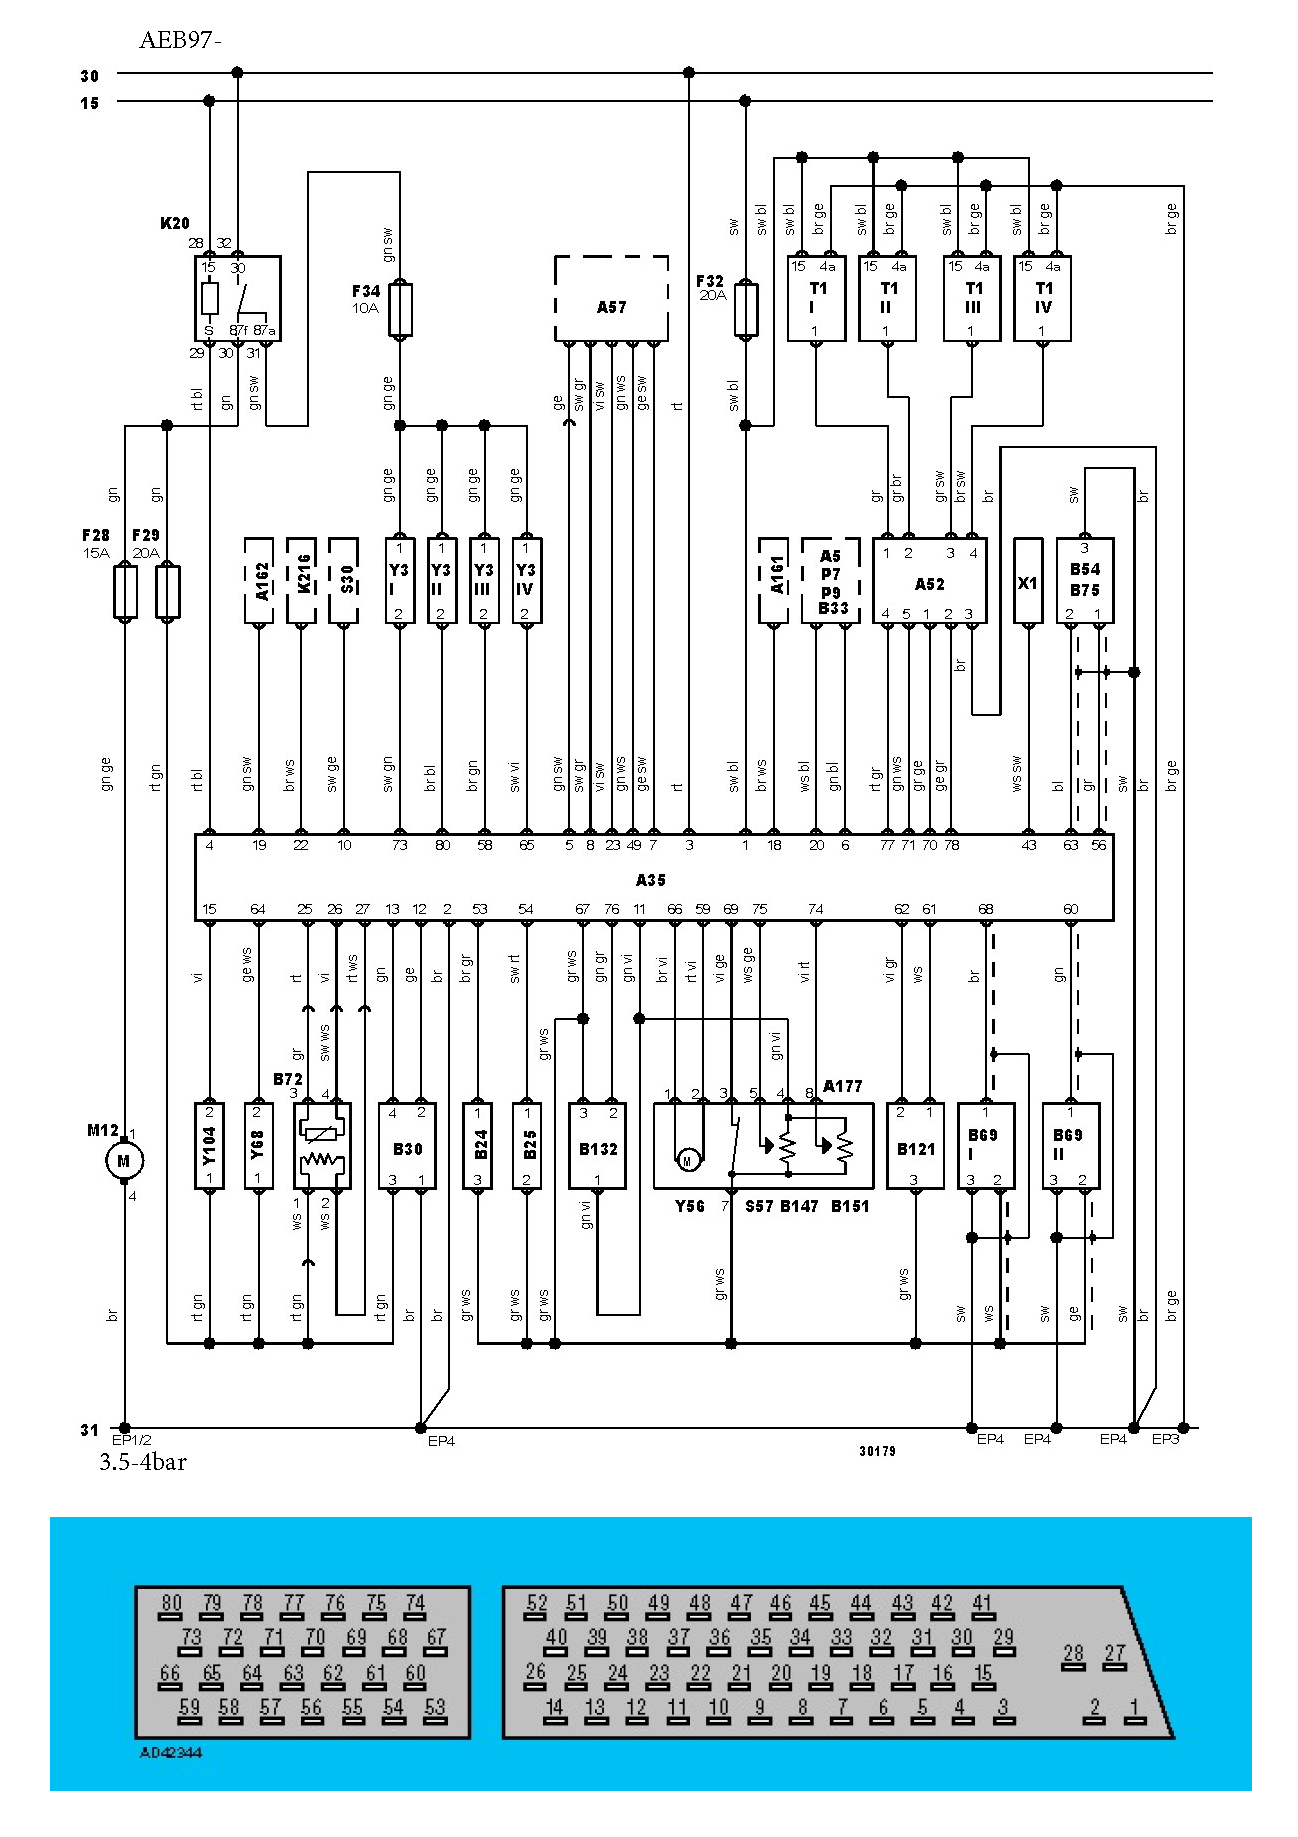 AEB97-
30
15
K20
28 32
15 30
S 87f 87a
29 30 31
F34
10A
A57
F32
20A
sw
sw bl
sw bl
br ge
sw bl
br ge
sw bl
br ge
sw bl
br ge
br ge
15 4a 15 4a 15 4a 15 4a
T1 T1 T1 T1
I II III IV
1 1 1 1
gn sw
rt bl
gn
gn sw
gn ge
ge
sw gr
vi sw
gn ws
ge sw
rt
sw bl
gn
gn
gn ge
gn ge
gn ge
gn ge
gr
gr br
gr sw
br sw
br
sw
br
F28 F29
15A 20A
A162
K216
S30
1 1 1 1
Y3 Y3 Y3 Y3
I II III IV
2 2 2 2
A161
A5
P7
P9
B33
1 2 3 4
A52
4 5 1 2 3
X1
3
B54
B75
2 1
br
gn ge
rt gn
rt bl
gn sw
br ws
sw ge
sw gn
br bl
br gn
sw vi
gn sw
sw gr
vi sw
gn ws
ge sw
rt
sw bl
br ws
ws bl
gn bl
rt gr
gn ws
gr ge
ge gr
ws sw
bl
gr
sw
br
br ge
4 19 22 10 73 80 58 65 5 8 23 49 7 3 1 18 20 6 77 71 70 78 43 63 56
A35
15 64 25 26 27 13 12 2 53 54 67 76 11 66 59 69 75 74 62 61 68 60
vi
ge ws
rt
vi
rt ws
gn
ge
br
br gr
sw rt
gr ws
gn gr
gn vi
br vi
rt vi
vi ge
ws ge
vi rt
vi gr
ws ge
br
gn
gr
sw ws
gr ws
gn vi
B72
3 4
1 2 3 5 4 8
A177
M12
1
M
4
2
Y104
1
2
Y68
1
4 2
B30
3 1
1
B24
3
1
B25
2
3 2
B132
1
M
Y56 7 S57 B147 B151
2 1
B121
3
1
B69
I
3 2
1
B69
II
3 2
ws 1
ws 2
gn vi
br
rt gn
rt gn
rt gn
rt gn
br
br
gr ws
gr ws
gr ws
gr ws
gr ws
sw
ws
sw
ge
sw
br
br ge
31
EP1/2
EP4
EP4
EP4
EP4
EP3
30179
3.5-4bar
80 79 78 77 76 75 74
73 72 71 70 69 68 67
66 65 64 63 62 61 60
59 58 57 56 55 54 53
52 51 50 49 48 47 46 45 44 43 42 41
40 39 38 37 36 35 34 33 32 31 30 29
28 27
26 25 24 23 22 21 20 19 18 17 16 15
14 13 12 11 10 9 8 7 6 5 4 3
2 1
AD42344